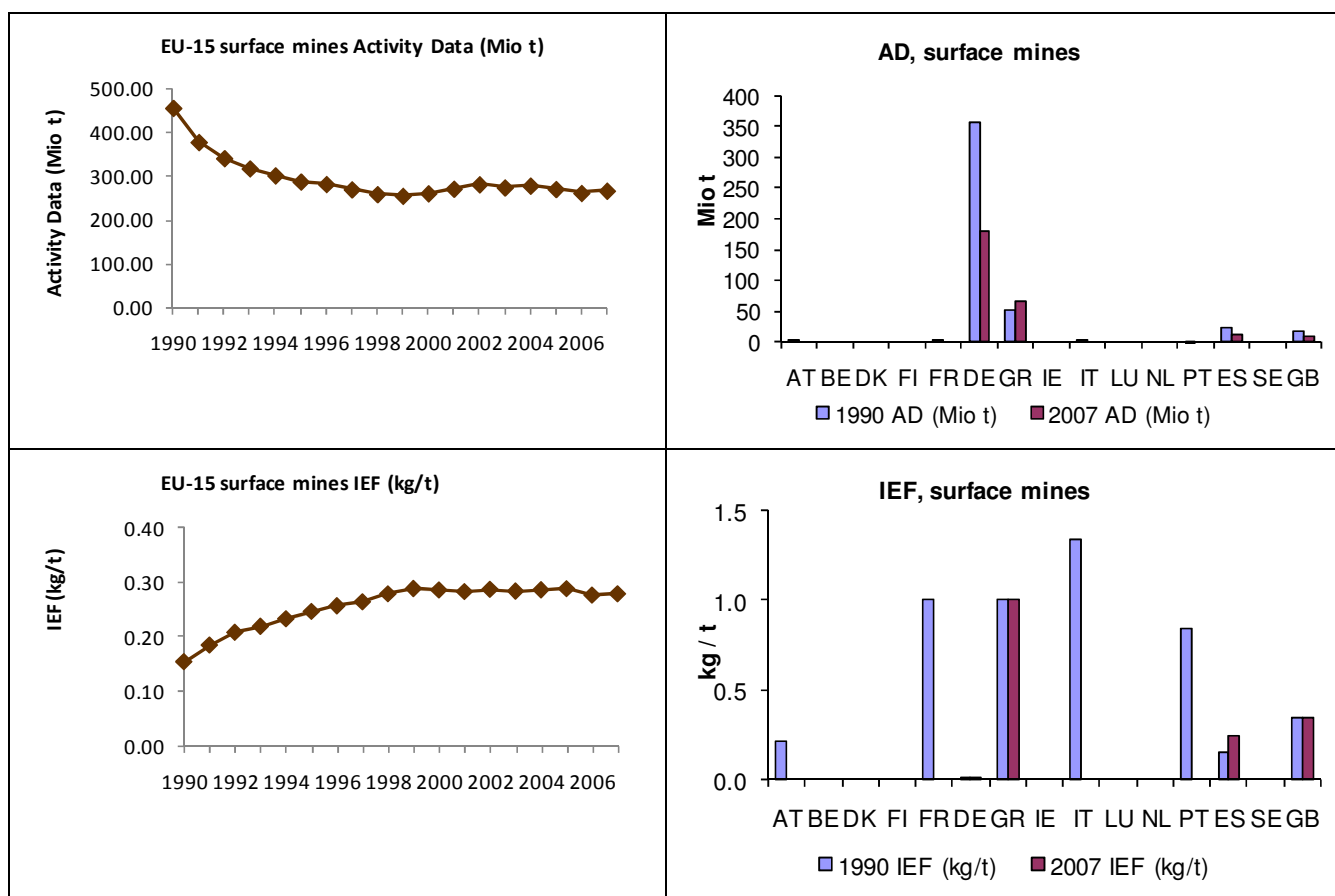 EU-15 surface mines Activity Data (Mio t)
Activity Data (Mio t)
500.00
400.00
300.00
200.00
100.00
0.00
1990 1992 1994 1996 1998 2000 2002 2004 2006
AD, surface mines
Mio t
400
350
300
250
200
150
100
50
0
AT BE DK FI FR DE GR IE IT LU NL PT ES SE GB
1990 AD (Mio t) 2007 AD (Mio t)
EU-15 surface mines IEF (kg/t)
IEF (kg/t)
0.40
0.30
0.20
0.10
0.00
1990 1992 1994 1996 1998 2000 2002 2004 2006
IEF, surface mines
kg / t
1.5
1.0
0.5
0.0
AT BE DK FI FR DE GR IE IT LU NL PT ES SE GB
1990 IEF (kg/t) 2007 IEF (kg/t)